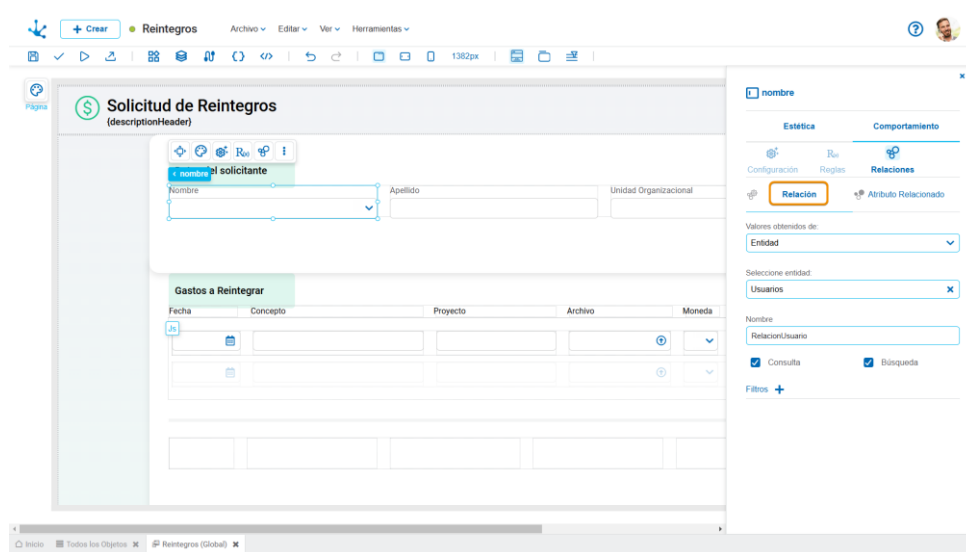 + Crear
Reintegros
Archivo
Editar
Ver
Herramientas
?
R(x)
{}
</>
1382px
Página
$
Solicitud de Reintegros
{descriptionHeader}
R(x)
el solicitante
nombre
Nombre
Apellido
Unidad Organizacional
Gastos a Reintegrar
Fecha
Concepto
Proyecto
Archivo
Moneda
Js
nombre
Estética
Comportamiento
Configuración
Reglas
Relaciones
Relación
Atributo Relacionado
Valores obtenidos de:
Entidad
Seleccione entidad:
Usuarios
Nombre
RelacionUsuario
Consulta
Búsqueda
Filtros +
Inicio
Todos los Objetos
Reintegros (Global)